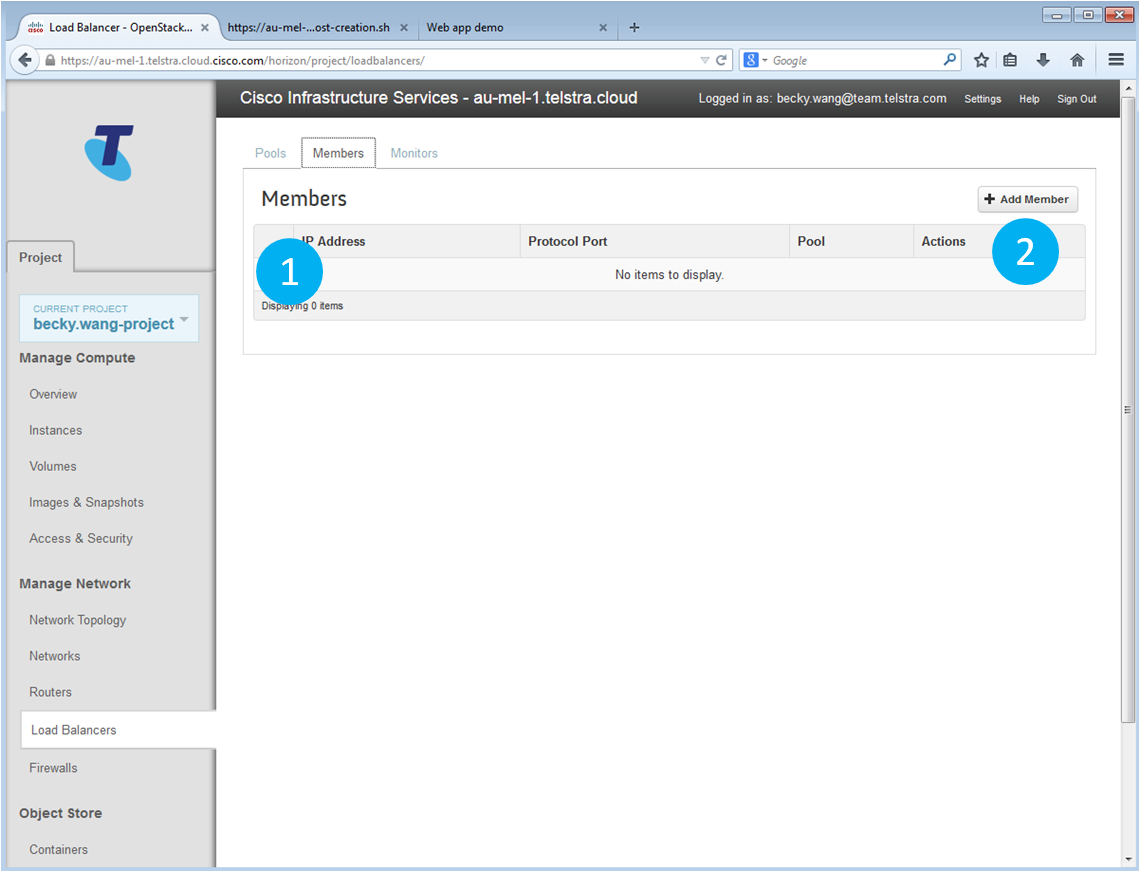 Load Balancer - OpenStack... × https://au-mel-...ost-creation.sh × Web app demo × +
https://au-mel-1.telstra.cloud.cisco.com/horizon/project/loadbalancers/ 8 Google
Cisco Infrastructure Services - au-mel-1.telstra.cloud Logged in as: becky.wang@team.telstra.com Settings Help Sign Out
T
Pools Members Monitors
Members + Add Member
IP Address Protocol Port Pool Actions
1 2
No items to display.
Displaying 0 items
Project
CURRENT PROJECT
becky.wang-project
Manage Compute
Overview
Instances
Volumes
Images & Snapshots
Access & Security
Manage Network
Network Topology
Networks
Routers
Load Balancers
Firewalls
Object Store
Containers